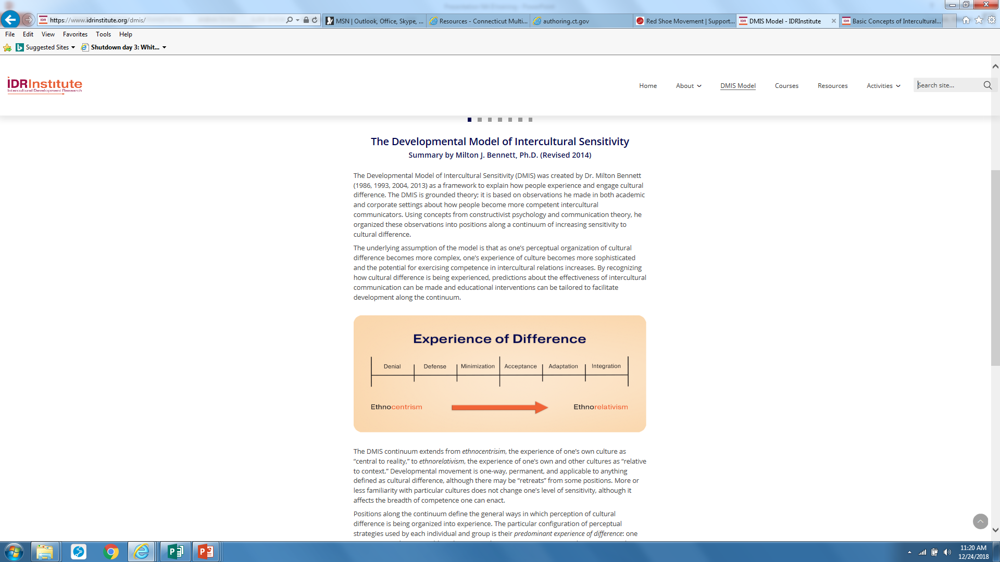 https://www.idrinstitute.org/dmis/
MSN | Outlook, Office, Skype, ...
Resources - Connecticut Multi...
authoring.ct.gov
Red Shoe Movement | Support...
DMIS Model - IDRInstitute
Basic Concepts of Intercultural...
File Edit View Favorites Tools Help
Suggested Sites
Shutdown day 3: Whit...
IDRInstitute
Intercultural Development Research
Home About DMIS Model Courses Resources Activities Search site...
The Developmental Model of Intercultural Sensitivity
Summary by Milton J. Bennett, Ph.D. (Revised 2014)
The Developmental Model of Intercultural Sensitivity (DMIS) was created by Dr. Milton Bennett
(1986, 1993, 2004, 2013) as a framework to explain how people experience and engage cultural
difference. The DMIS is grounded theory; it is based on observations he made in both academic
and corporate settings about how people become more competent intercultural
communicators. Using concepts from constructivist psychology and communication theory, he
organized these observations into positions along a continuum of increasing sensitivity to
cultural difference.
The underlying assumption of the model is that as one's perceptual organization of cultural
difference becomes more complex, one's experience of culture becomes more sophisticated
and the potential for exercising competence in intercultural relations increases. By recognizing
how cultural difference is being experienced, predictions about the effectiveness of intercultural
communication can be made and educational interventions can be tailored to facilitate
development along the continuum.
Experience of Difference
Denial Defense Minimization Acceptance Adaptation Integration
Ethnocentrism Ethnorelativism
The DMIS continuum extends from ethnocentrisim, the experience of one's own culture as
“central to reality,” to ethnorelativism, the experience of one's own and other cultures as “relative
to context.” Developmental movement is one-way, permanent, and applicable to anything
defined as cultural difference, although there may be “retreats” from some positions. More or
less familiarity with particular cultures does not change one's level of sensitivity, although it
affects the breadth of competence one can enact.
Positions along the continuum define the general ways in which perception of cultural
difference is being organized into experience. The particular configuration of perceptual
strategies used by each individual and group is their predominant experience of difference: one
11:20 AM
12/24/2018